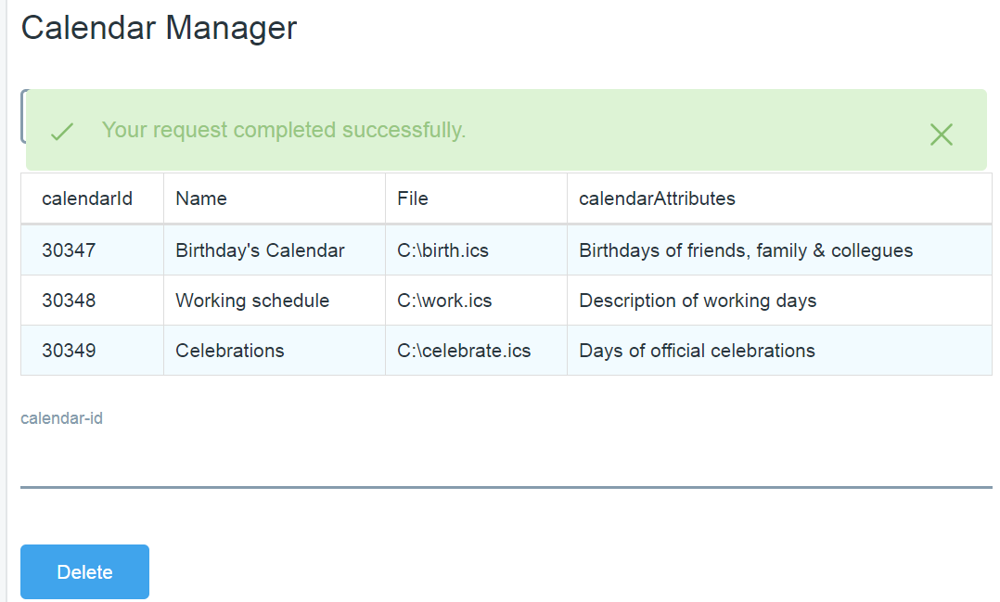 Calendar Manager
Your request completed successfully.
calendarId Name File calendarAttributes
30347 Birthday's Calendar C:\birth.ics Birthdays of friends, family & collegues
30348 Working schedule C:\work.ics Description of working days
30349 Celebrations C:\celebrate.ics Days of official celebrations
calendar-id
Delete